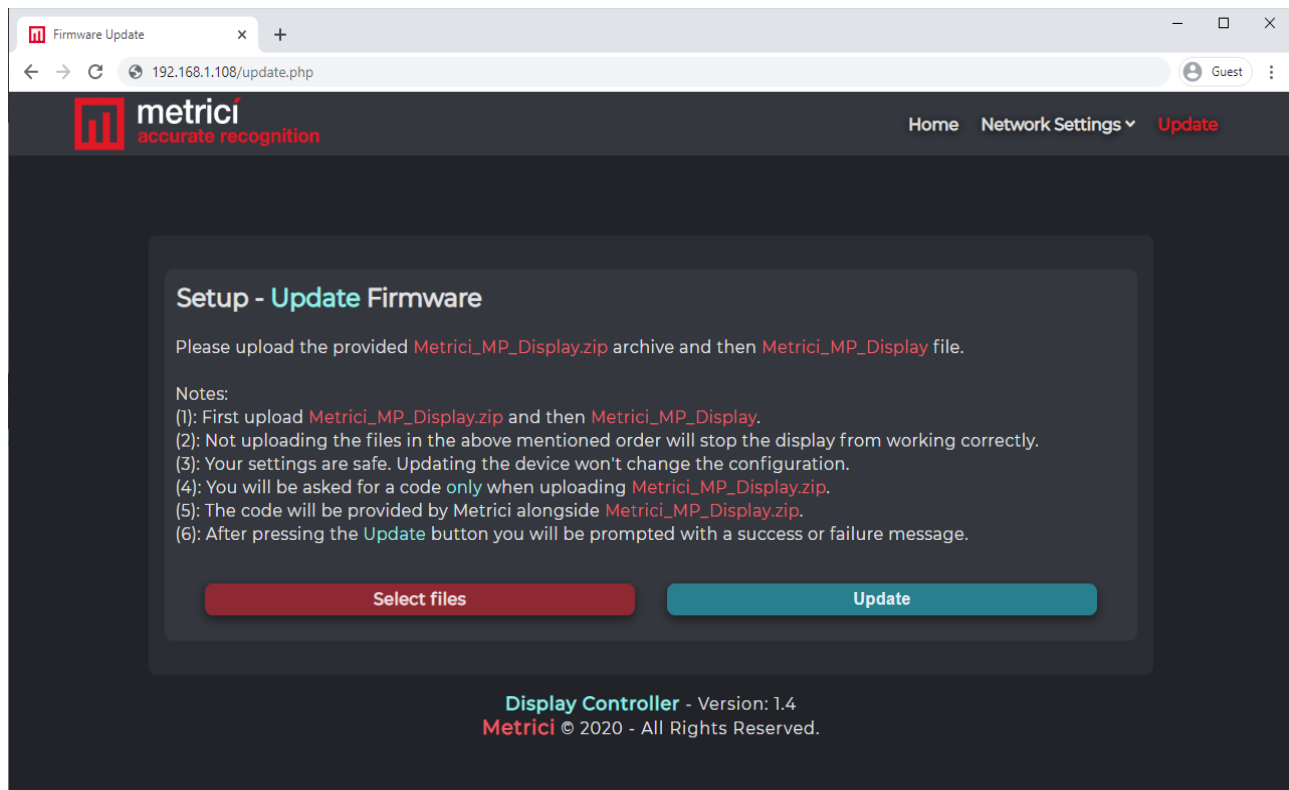 Firmware Update
192.168.1.108/update.php
Guest
metrici
accurate recognition
Home Network Settings Update
Setup - Update Firmware
Please upload the provided Metrici_MP_Display.zip archive and then Metrici_MP_Display file.
Notes:
(1): First upload Metrici_MP_Display.zip and then Metrici_MP_Display.
(2): Not uploading the files in the above mentioned order will stop the display from working correctly.
(3): Your settings are safe. Updating the device won't change the configuration.
(4): You will be asked for a code only when uploading Metrici_MP_Display.zip.
(5): The code will be provided by Metrici alongside Metrici_MP_Display.zip.
(6): After pressing the Update button you will be prompted with a success or failure message.
Select files Update
Display Controller - Version: 1.4
Metrici © 2020 - All Rights Reserved.